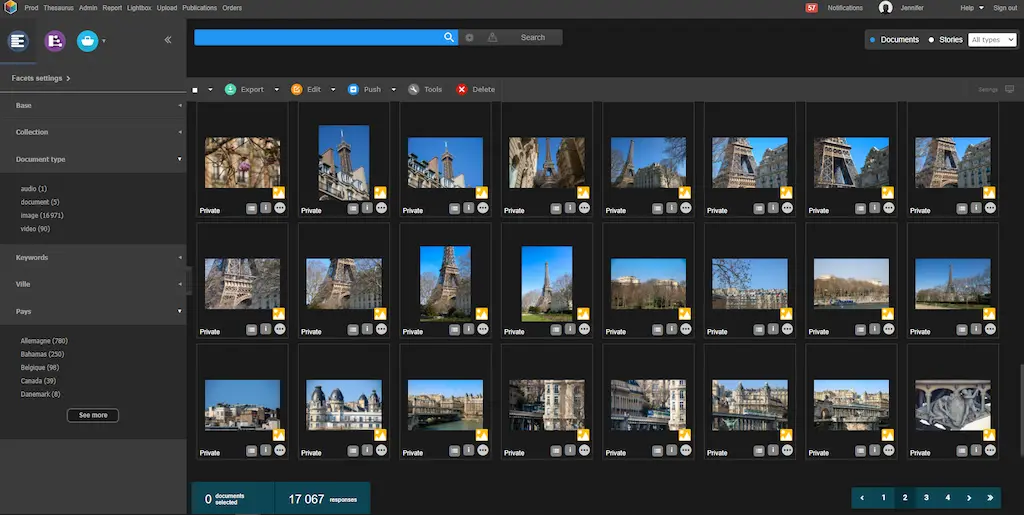 Prod Thesaurus Admin Report Lightbox Upload Publications Orders 57 Notifications Jennifer Help Sign out
Search
Documents Stories All types
Facets settings
Export Edit Push Tools Delete Settings
Base
Collection
Document type
audio (1)
document (5)
image (16 971)
video (90)
Keywords
Ville
Pays
Allemagne (780)
Bahamas (250)
Belgique (98)
Canada (39)
Danemark (8)
See more
Private Private Private Private Private Private Private Private
Private Private Private Private Private Private Private Private
Private Private Private Private Private Private Private Private
0 documents selected 17 067 responses
1 2 3 4